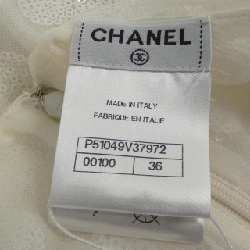 CHANEL
MADE IN ITALY
FABRIQUE EN ITALIE
P51049V37972
00100 36